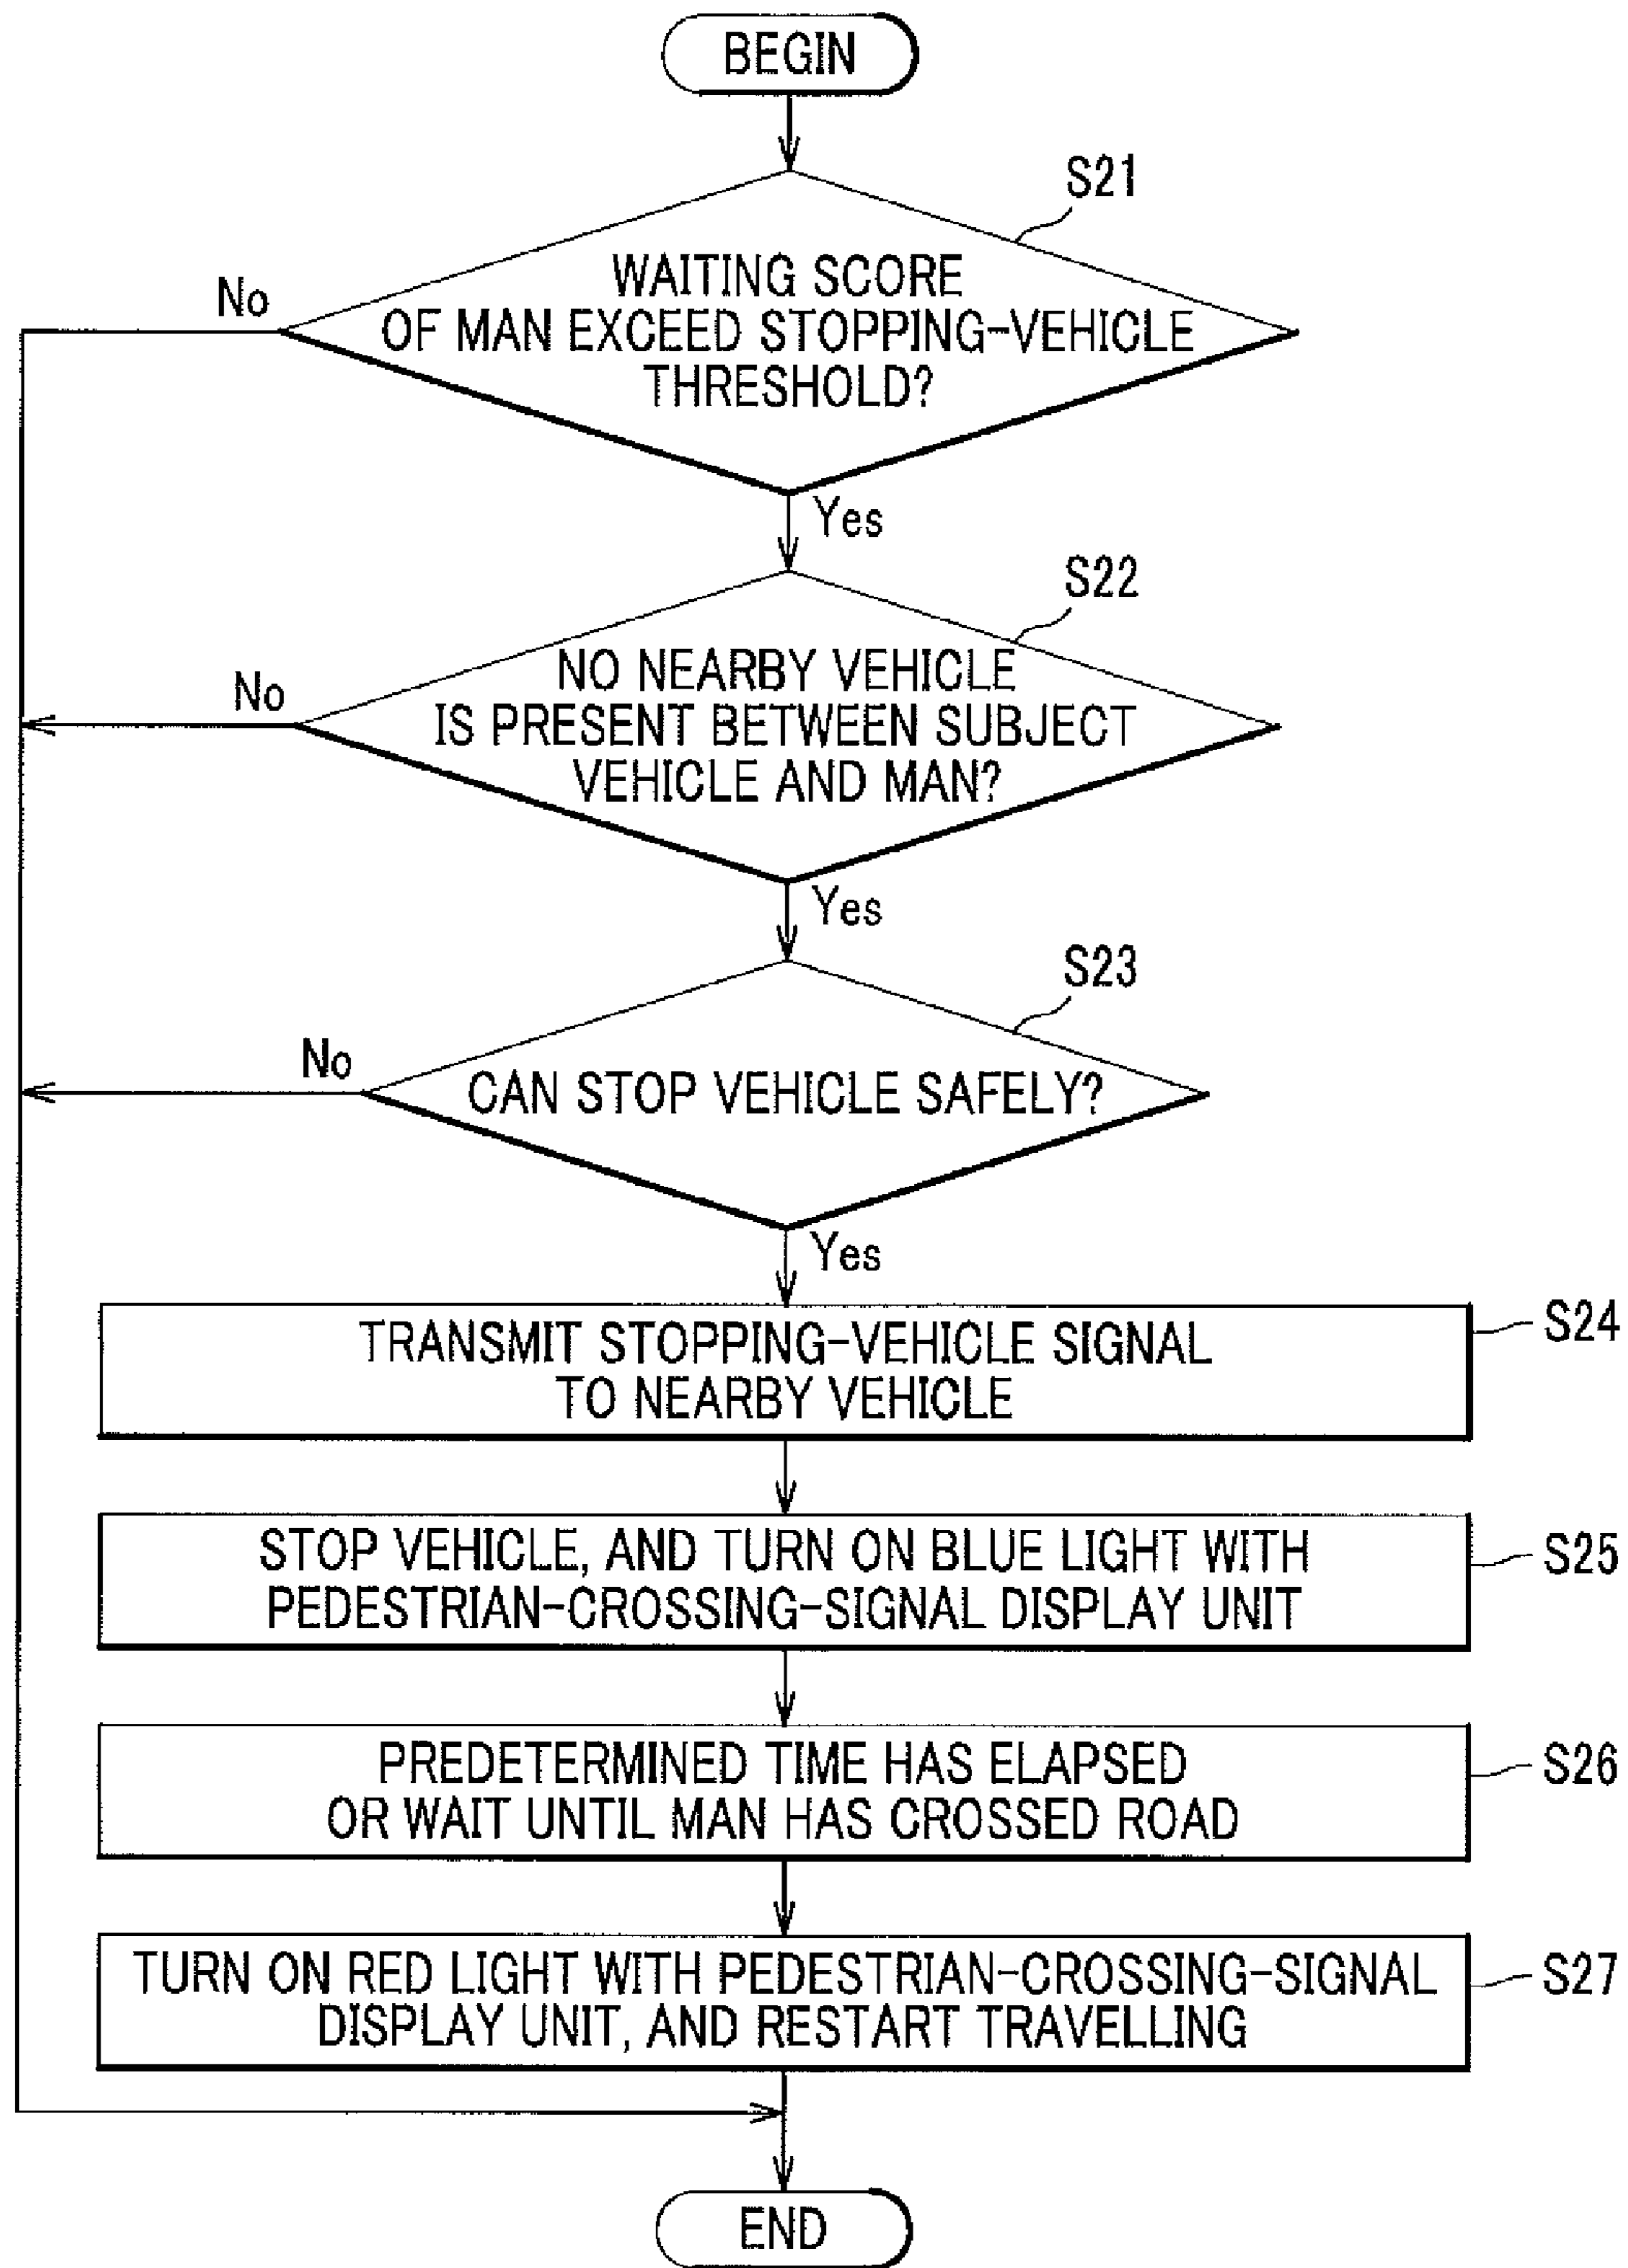 BEGIN
S21
WAITING SCORE
OF MAN EXCEED STOPPING-VEHICLE
THRESHOLD?
No
Yes
S22
NO NEARBY VEHICLE
IS PRESENT BETWEEN SUBJECT
VEHICLE AND MAN?
No
Yes
S23
CAN STOP VEHICLE SAFELY?
No
Yes
TRANSMIT STOPPING-VEHICLE SIGNAL
TO NEARBY VEHICLE
S24
STOP VEHICLE, AND TURN ON BLUE LIGHT WITH
PEDESTRIAN-CROSSING-SIGNAL DISPLAY UNIT
S25
PREDETERMINED TIME HAS ELAPSED
OR WAIT UNTIL MAN HAS CROSSED ROAD
S26
TURN ON RED LIGHT WITH PEDESTRIAN-CROSSING-SIGNAL
DISPLAY UNIT, AND RESTART TRAVELLING
S27
END